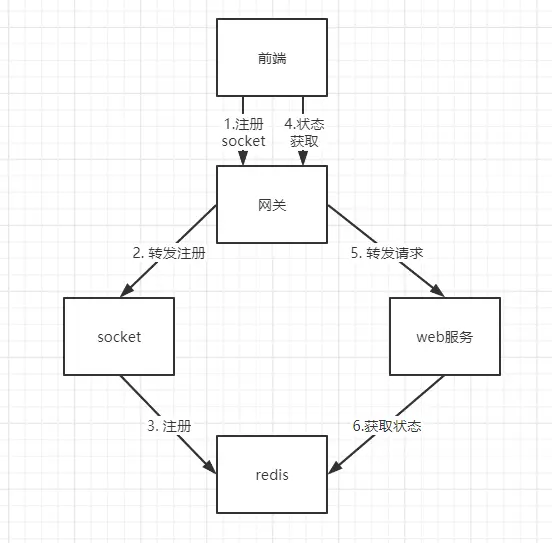 前端
1.注册
socket
4.状态
获取
网关
2. 转发注册
5. 转发请求
socket
web服务
3. 注册
6.获取状态
redis